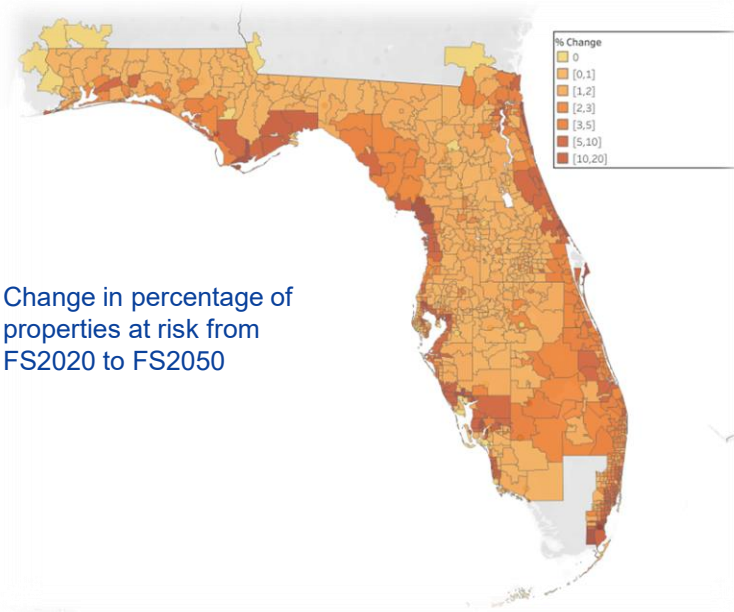 % Change
0
[0,1]
[1,2]
[2,3]
[3,5]
[5,10]
[10,20]
Change in percentage of
properties at risk from
FS2020 to FS2050